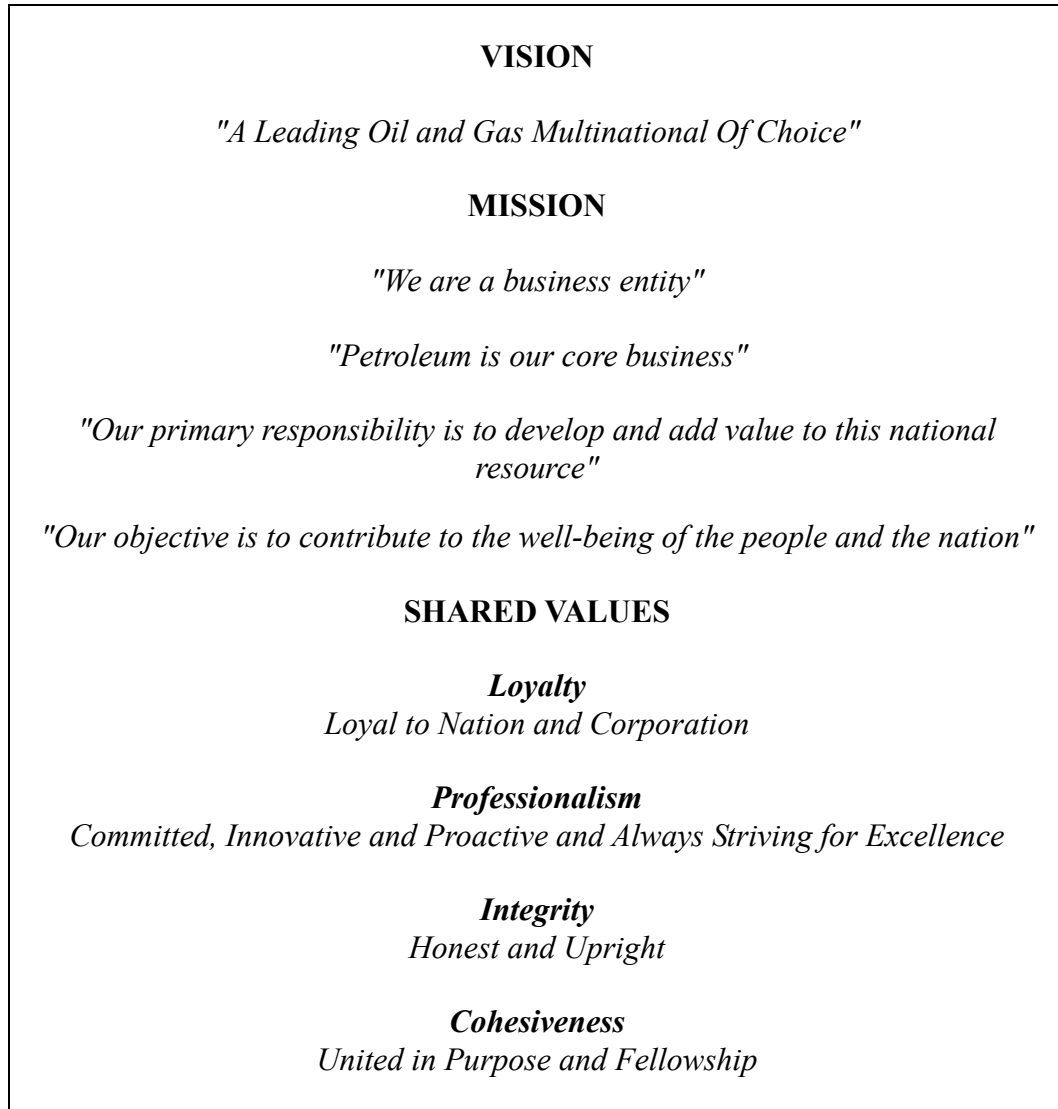 VISION
"A Leading Oil and Gas Multinational Of Choice"
MISSION
"We are a business entity"
"Petroleum is our core business"
"Our primary responsibility is to develop and add value to this national
resource"
"Our objective is to contribute to the well-being of the people and the nation"
SHARED VALUES
Loyalty
Loyal to Nation and Corporation
Professionalism
Committed, Innovative and Proactive and Always Striving for Excellence
Integrity
Honest and Upright
Cohesiveness
United in Purpose and Fellowship